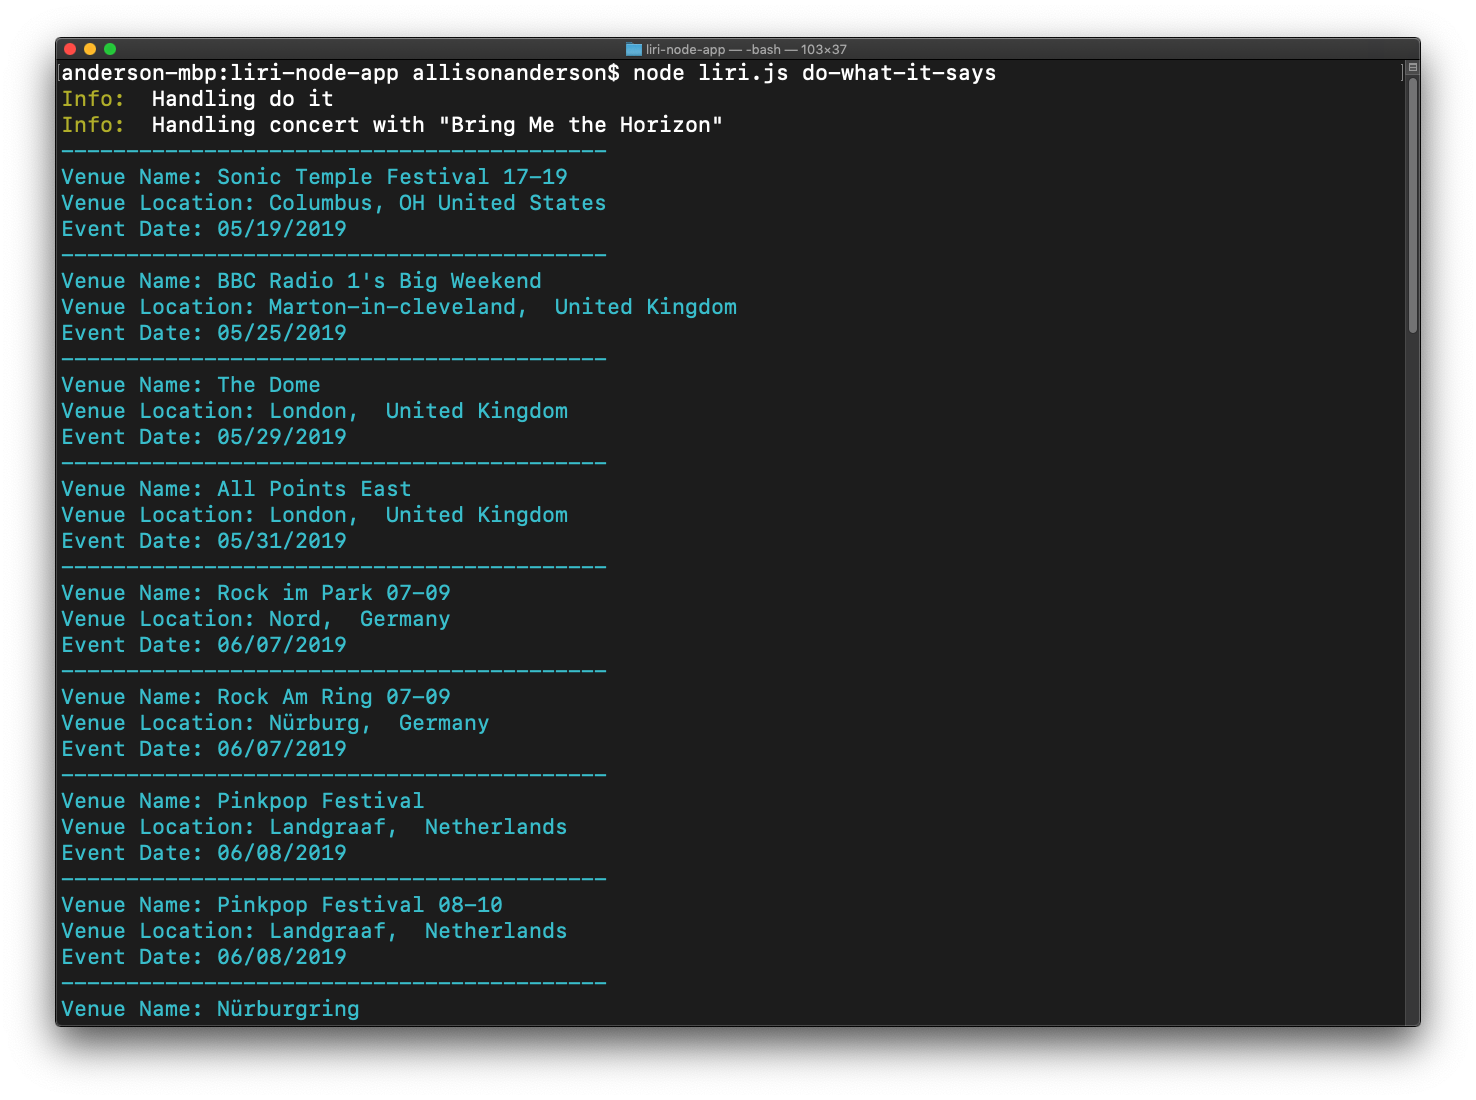 liri-node-app — -bash — 103×37
anderson-mbp:liri-node-app allisonanderson$ node liri.js do-what-it-says
Info:  Handling do it
Info:  Handling concert with "Bring Me the Horizon"
------------------------------------------
Venue Name: Sonic Temple Festival 17-19
Venue Location: Columbus, OH United States
Event Date: 05/19/2019
------------------------------------------
Venue Name: BBC Radio 1's Big Weekend
Venue Location: Marton-in-cleveland,  United Kingdom
Event Date: 05/25/2019
------------------------------------------
Venue Name: The Dome
Venue Location: London,  United Kingdom
Event Date: 05/29/2019
------------------------------------------
Venue Name: All Points East
Venue Location: London,  United Kingdom
Event Date: 05/31/2019
------------------------------------------
Venue Name: Rock im Park 07-09
Venue Location: Nord,  Germany
Event Date: 06/07/2019
------------------------------------------
Venue Name: Rock Am Ring 07-09
Venue Location: Nürburg,  Germany
Event Date: 06/07/2019
------------------------------------------
Venue Name: Pinkpop Festival
Venue Location: Landgraaf,  Netherlands
Event Date: 06/08/2019
------------------------------------------
Venue Name: Pinkpop Festival 08-10
Venue Location: Landgraaf,  Netherlands
Event Date: 06/08/2019
------------------------------------------
Venue Name: Nürburgring